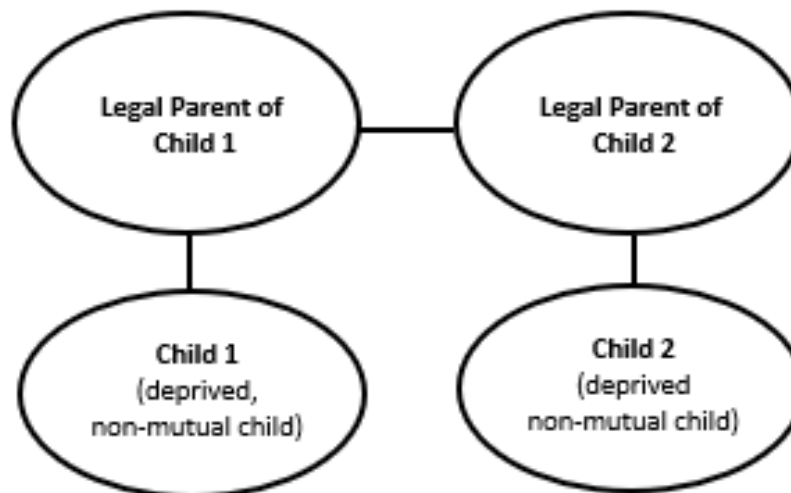 Legal Parent of
Child 1
Legal Parent of
Child 2
Child 1
(deprived,
non-mutual child)
Child 2
(deprived
non-mutual child)